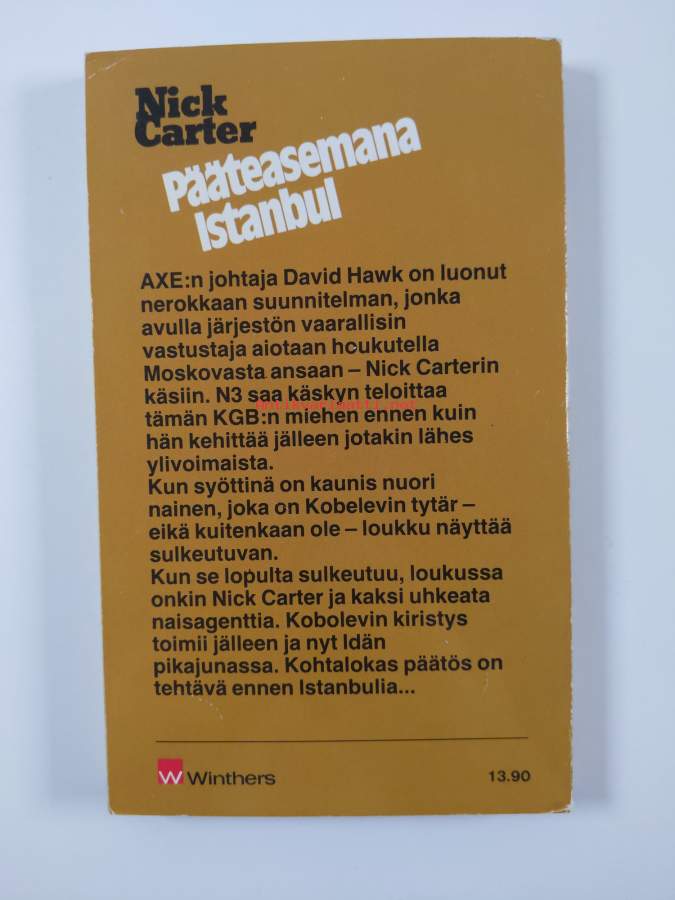 Nick
Carter
Pääteasemana
Istanbul
AXE:n johtaja David Hawk on luonut
nerokkaan suunnitelman, jonka
avulla järjestön vaarallisin
vastustaja aiotaan houkutella
Moskovasta ansaan – Nick Carterin
käsiin. N3 saa käskyn teloittaa
tämän KGB:n miehen ennen kuin
hän kehittää jälleen jotakin lähes
ylivoimaista.
Kun syöttinä on kaunis nuori
nainen, joka on Kobelevin tytär –
eikä kuitenkaan ole – loukku näyttää
sulkeutuvan.
Kun se lopulta sulkeutuu, loukussa
onkin Nick Carter ja kaksi uhkeata
naisagenttia. Kobolevin kiristys
toimii jälleen ja nyt Idän
pikajunassa. Kohtalokas päätös on
tehtävä ennen Istanbulia...
W Winthers
13.90